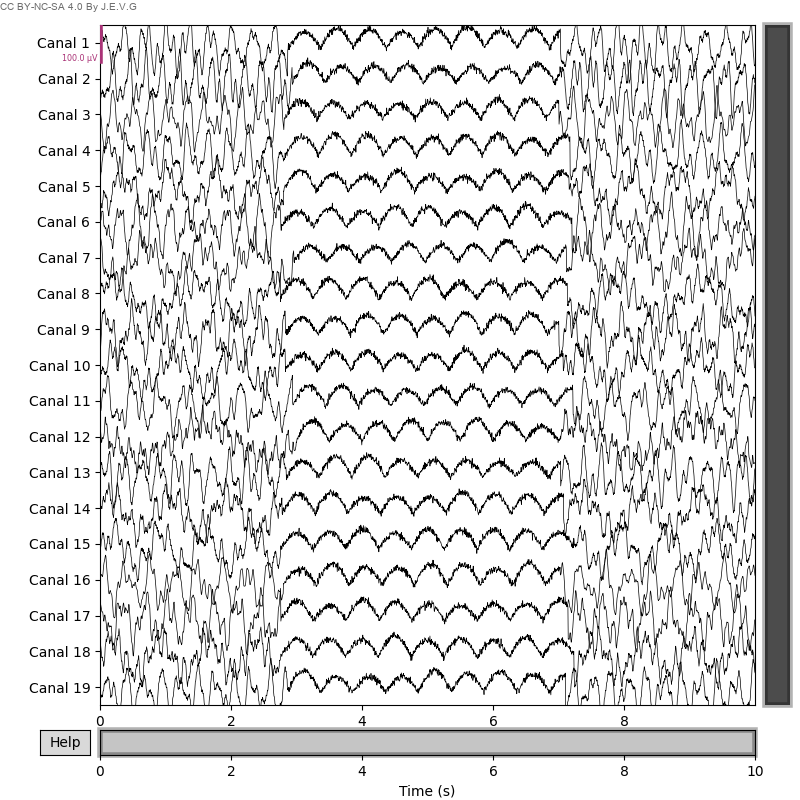 CC BY-NC-SA 4.0 By J.E.V.G
Canal 1
100.0 µV
Canal 2
Canal 3
Canal 4
Canal 5
Canal 6
Canal 7
Canal 8
Canal 9
Canal 10
Canal 11
Canal 12
Canal 13
Canal 14
Canal 15
Canal 16
Canal 17
Canal 18
Canal 19
0 2 4 6 8
Help
0 2 4 6 8 10
Time (s)